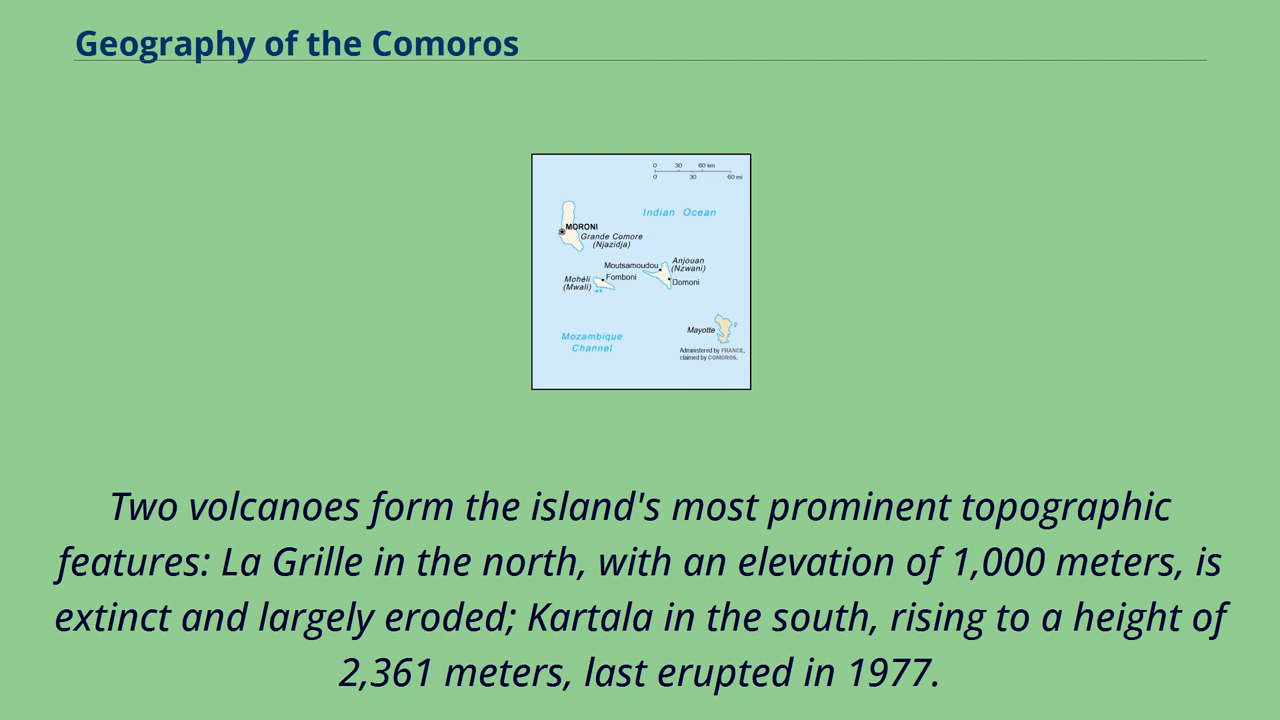 Geography of the Comoros
0 30 60 km
0 30 60 mi
Indian Ocean
MORONI
Grande Comore
(Njazidja)
Moutsamoudou
Anjouan
(Nzwani)
Mohéli
(Mwali)
Fomboni
Domoni
Mayotte
Mozambique
Channel
Administered by FRANCE,
claimed by COMOROS.
Two volcanoes form the island's most prominent topographic
features: La Grille in the north, with an elevation of 1,000 meters, is
extinct and largely eroded; Kartala in the south, rising to a height of
2,361 meters, last erupted in 1977.